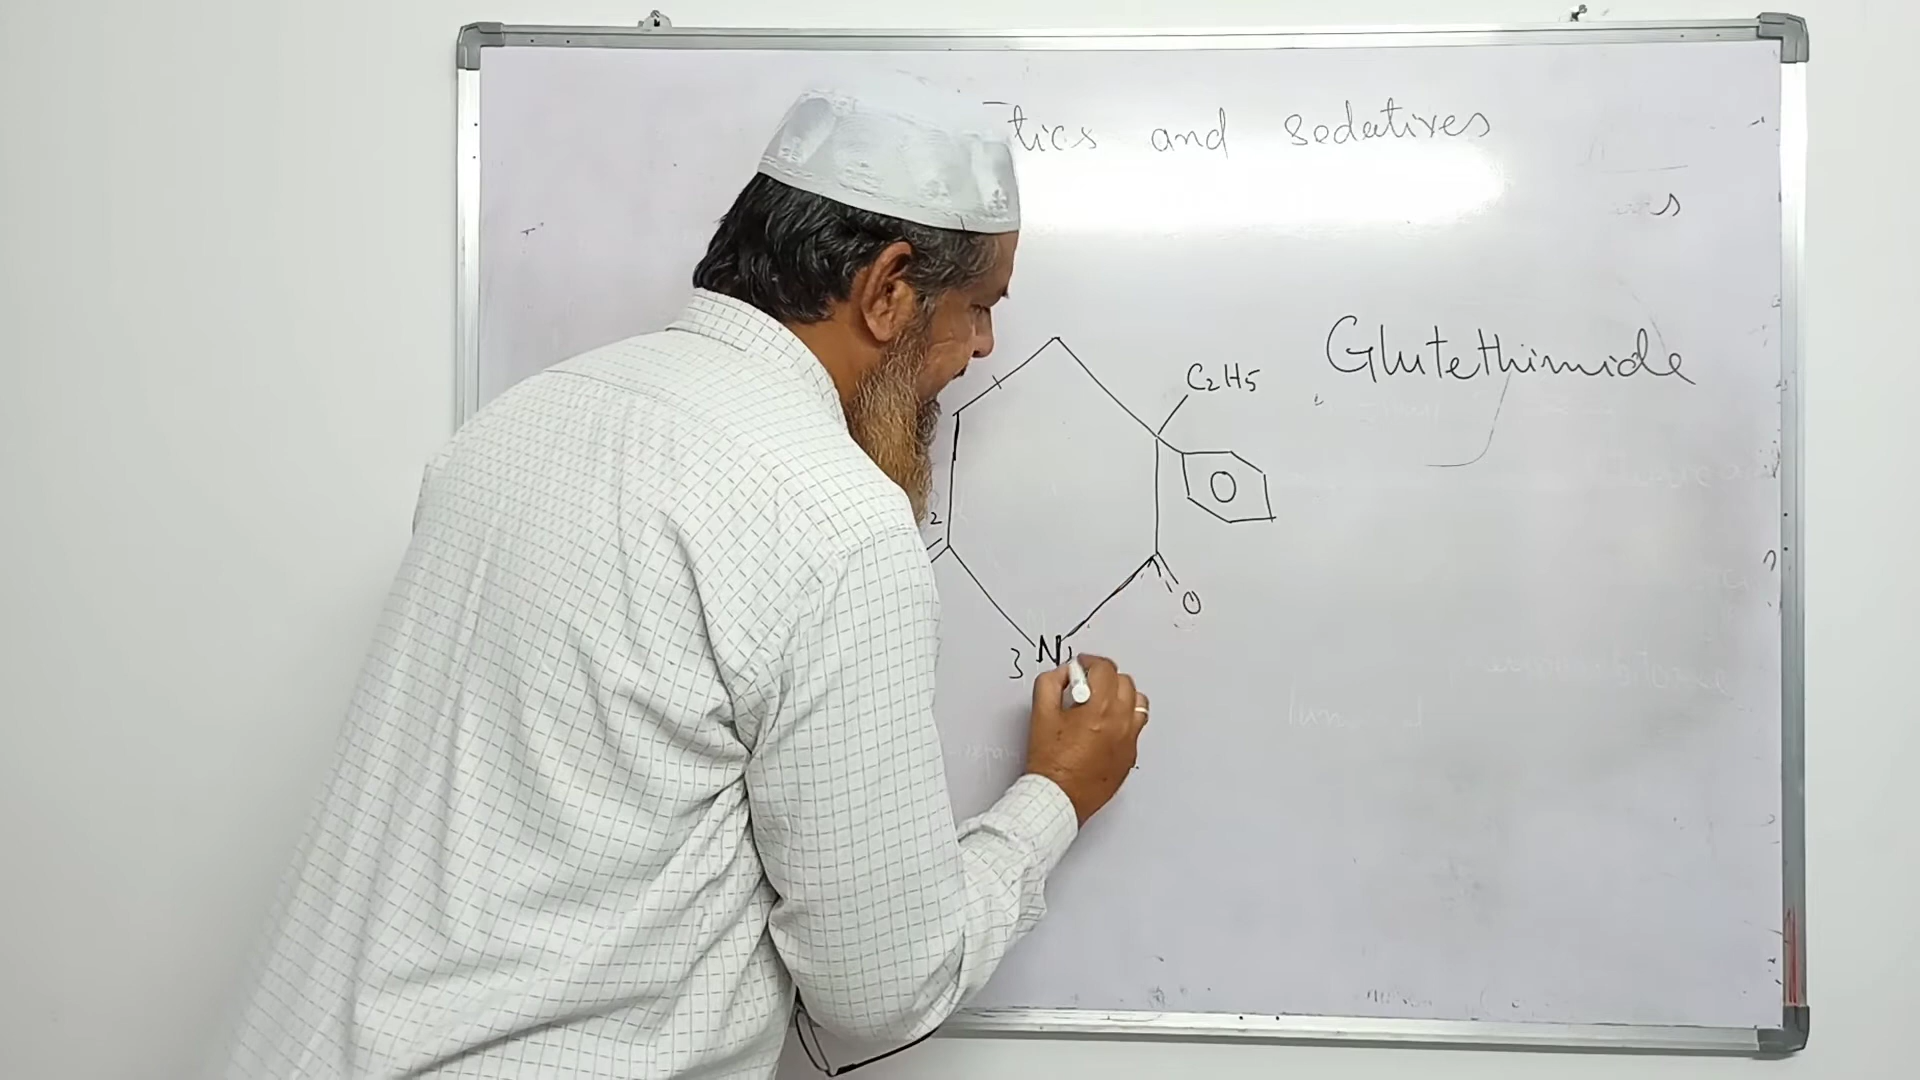 tics and sedatives
Glutethimide
C2H5
2
O
3 N